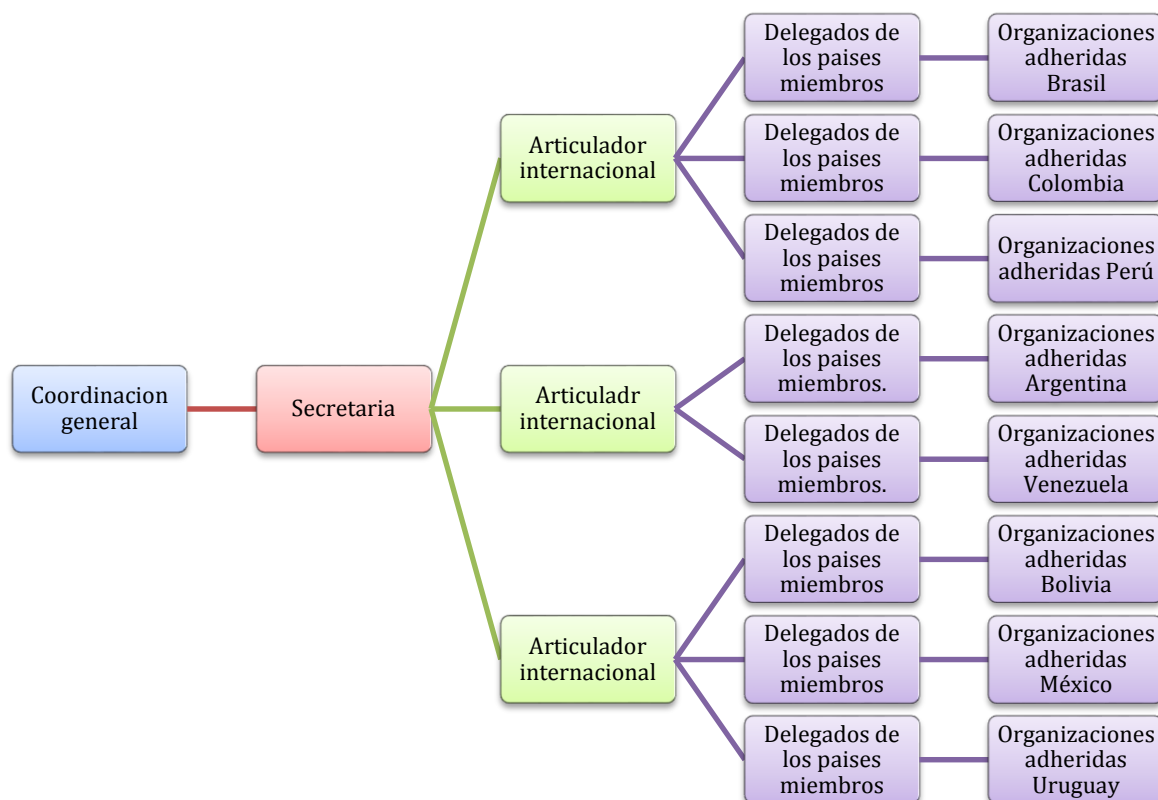 Coordinacion
general
Secretaria
Articulador
internacional
Delegados de
los paises
miembros
Organizaciones
adheridas
Brasil
Delegados de
los paises
miembros
Organizaciones
adheridas
Colombia
Delegados de
los paises
miembros
Organizaciones
adheridas Perú
Articuladr
internacional
Delegados de
los paises
miembros.
Organizaciones
adheridas
Argentina
Delegados de
los paises
miembros.
Organizaciones
adheridas
Venezuela
Articulador
internacional
Delegados de
los paises
miembros
Organizaciones
adheridas
Bolivia
Delegados de
los paises
miembros
Organizaciones
adheridas
México
Delegados de
los paises
miembros
Organizaciones
adheridas
Uruguay